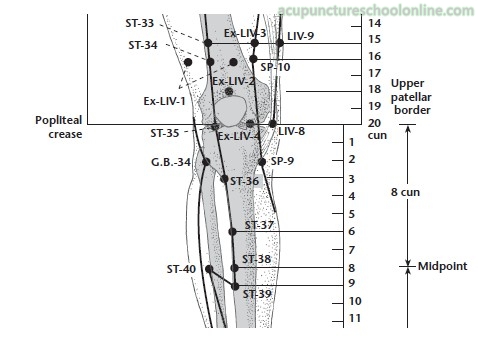 acupunctureschoolonline.com
ST-33
Ex-LIV-3
LIV-9
14
15
ST-34
SP-10
16
17
Ex-LIV-2
18
Upper
patellar
border
Ex-LIV-1
19
Popliteal
crease
ST-35
Ex-LIV-4
LIV-8
20
cun
1
G.B.-34
SP-9
2
ST-36
3
8 cun
4
5
ST-37
6
7
ST-40
ST-38
8
Midpoint
ST-39
9
10
11